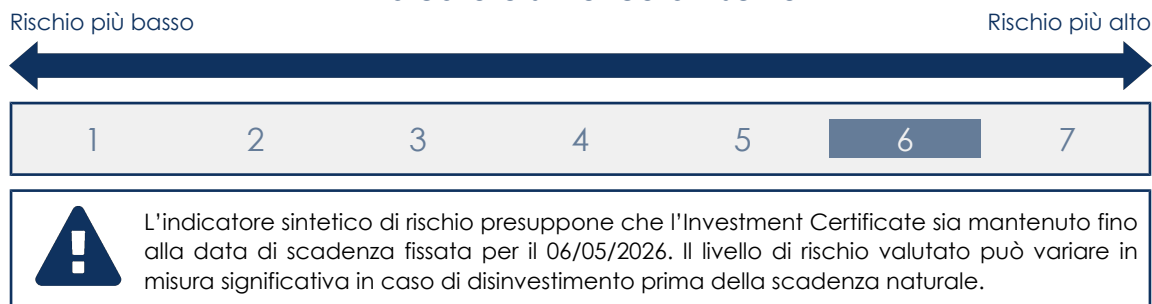 Rischio più basso Rischio più alto
1 2 3 4 5 6 7
L'indicatore sintetico di rischio presuppone che l'Investment Certificate sia mantenuto fino
alla data di scadenza fissata per il 06/05/2026. Il livello di rischio valutato può variare in
misura significativa in caso di disinvestimento prima della scadenza naturale.